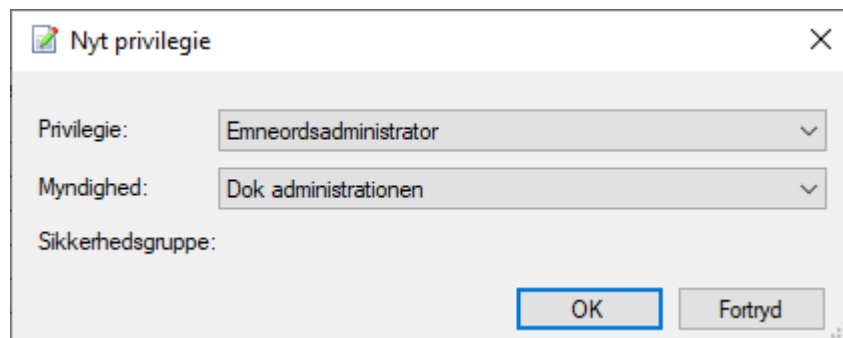 Nyt privilegie
Privilegie: Emneordsadministrator
Myndighed: Dok administrationen
Sikkerhedsgruppe:
OK Fortryd